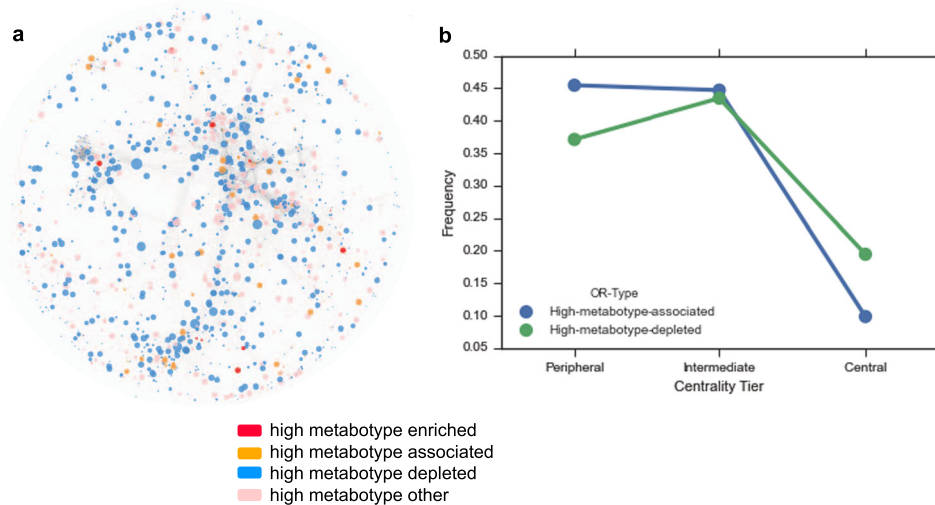 a
b
0.50
0.45
0.40
0.35
0.30
0.25
0.20
0.15
0.10
0.05
Frequency
OR-Type
High-metabotype-associated
High-metabotype-depleted
Peripheral
Intermediate
Central
Centrality Tier
high metabotype enriched
high metabotype associated
high metabotype depleted
high metabotype other